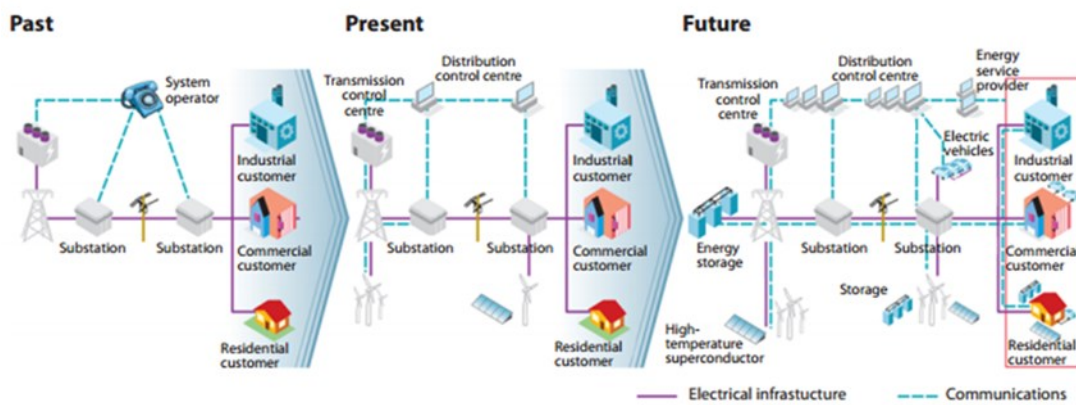 Past
System
operator
Industrial
customer
Substation
Substation
Commercial
customer
Residential
customer
Present
Distribution
control centre
Transmission
control
centre
Industrial
customer
Substation
Substation
Commercial
customer
Residential
customer
Future
Energy
service
provider
Distribution
control centre
Transmission
control
centre
Electric
vehicles
Industrial
customer
Substation
Substation
Commercial
customer
Energy
storage
Storage
High-
temperature
superconductor
Residential
customer
Electrical infrastucture
Communications